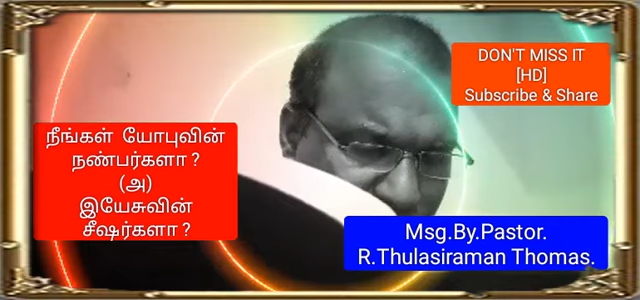 DON'T MISS IT
[HD]
Subscribe & Share
நீங்கள் யோபுவின்
நண்பர்களா ?
(அ)
இயேசுவின்
சீஷர்களா ?
Msg.By.Pastor.
R.Thulasiraman Thomas.